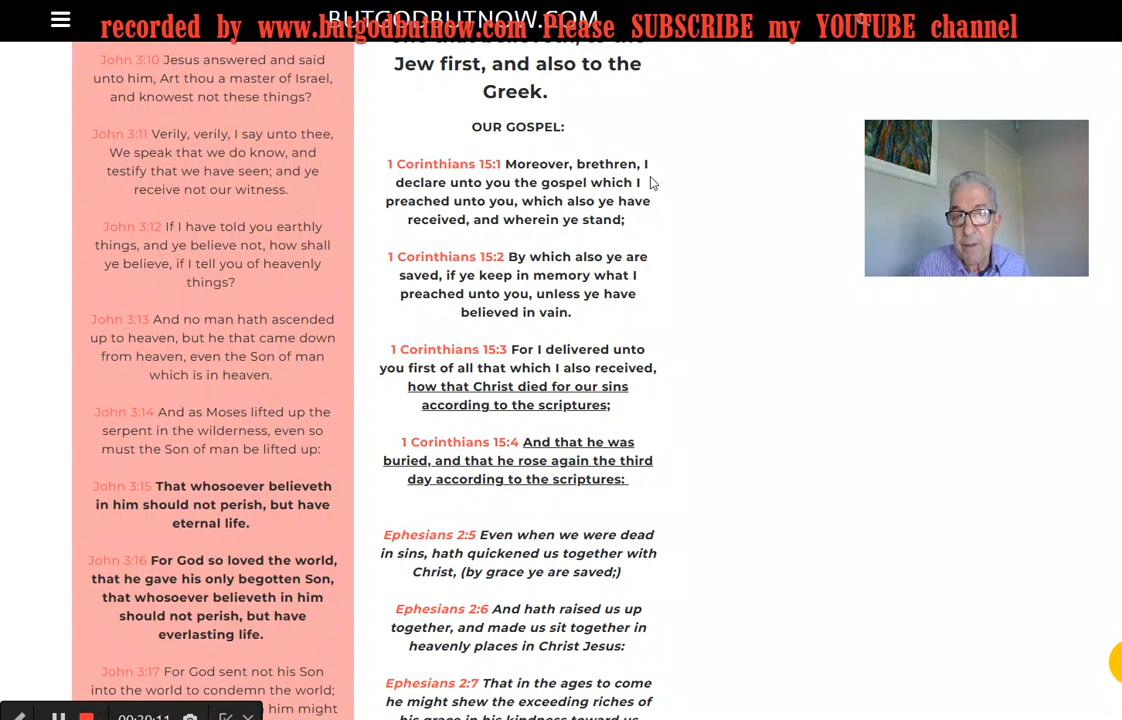 BUTGODBUTNOW.COM
recorded by www.butgodbutnow.com Please SUBSCRIBE my YOUTUBE channel
John 3:10 Jesus answered and said
unto him, Art thou a master of Israel,
and knowest not these things?
John 3:11 Verily, verily, I say unto thee,
We speak that we do know, and
testify that we have seen; and ye
receive not our witness.
John 3:12 If I have told you earthly
things, and ye believe not, how shall
ye believe, if I tell you of heavenly
things?
John 3:13 And no man hath ascended
up to heaven, but he that came down
from heaven, even the Son of man
which is in heaven.
John 3:14 And as Moses lifted up the
serpent in the wilderness, even so
must the Son of man be lifted up:
John 3:15 That whosoever believeth
in him should not perish, but have
eternal life.
John 3:16 For God so loved the world,
that he gave his only begotten Son,
that whosoever believeth in him
should not perish, but have
everlasting life.
John 3:17 For God sent not his Son
into the world to condemn the world;
him might
Jew first, and also to the
Greek.
OUR GOSPEL:
1 Corinthians 15:1 Moreover, brethren, I
declare unto you the gospel which I
preached unto you, which also ye have
received, and wherein ye stand;
1 Corinthians 15:2 By which also ye are
saved, if ye keep in memory what I
preached unto you, unless ye have
believed in vain.
1 Corinthians 15:3 For I delivered unto
you first of all that which I also received,
how that Christ died for our sins
according to the scriptures;
1 Corinthians 15:4 And that he was
buried, and that he rose again the third
day according to the scriptures:
Ephesians 2:5 Even when we were dead
in sins, hath quickened us together with
Christ, (by grace ye are saved;)
Ephesians 2:6 And hath raised us up
together, and made us sit together in
heavenly places in Christ Jesus:
Ephesians 2:7 That in the ages to come
he might shew the exceeding riches of
his grace in his kindness toward us
00:20:11